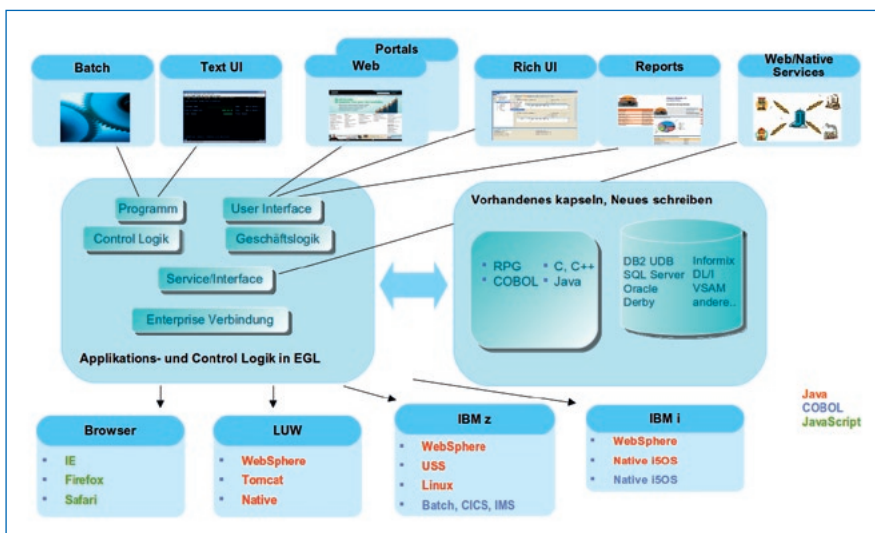 Batch
Text UI
Portals
Web
Rich UI
Reports
Web/Native
Services
Programm
User Interface
Control Logik
Geschäftslogik
Service/Interface
Enterprise Verbindung
Applikations- und Control Logik in EGL
Vorhandenes kapseln, Neues schreiben
RPG
COBOL
C, C++
Java
DB2 UDB
SQL Server
Oracle
Derby
Informix
DL/I
VSAM
andere..
Java
COBOL
JavaScript
Browser
IE
Firefox
Safari
LUW
WebSphere
Tomcat
Native
IBM z
WebSphere
USS
Linux
Batch, CICS, IMS
IBM i
WebSphere
Native i5OS
Native i5OS